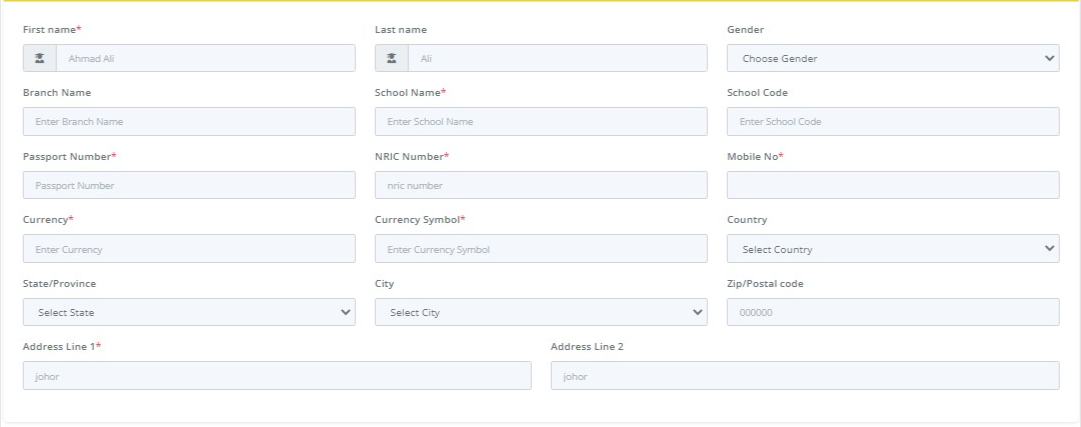 First name* Last name Gender
Ahmad Ali Ali Choose Gender
Branch Name School Name* School Code
Enter Branch Name Enter School Name Enter School Code
Passport Number* NRIC Number* Mobile No*
Passport Number nric number
Currency* Currency Symbol* Country
Enter Currency Enter Currency Symbol Select Country
State/Province City Zip/Postal code
Select State Select City 000000
Address Line 1* Address Line 2
johor johor